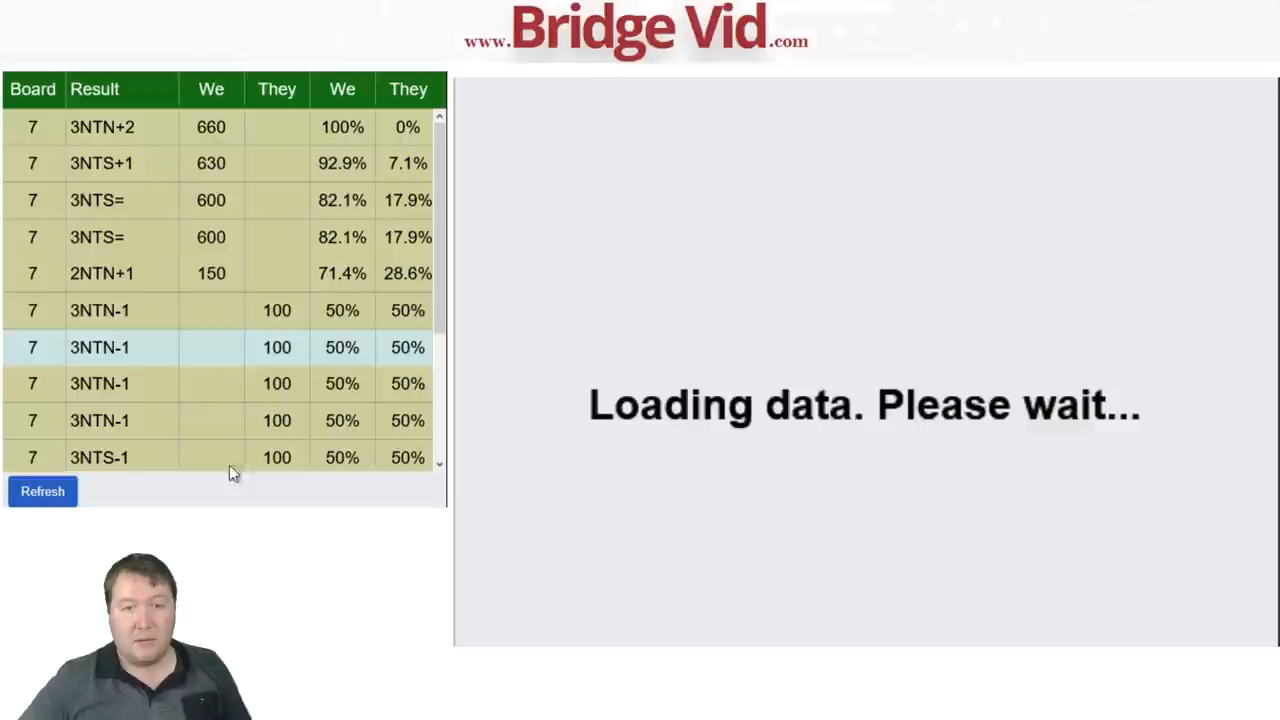 www.Bridge Vid.com
Board Result We They We They
7 3NTN+2 660 100% 0%
7 3NTS+1 630 92.9% 7.1%
7 3NTS= 600 82.1% 17.9%
7 3NTS= 600 82.1% 17.9%
7 2NTN+1 150 71.4% 28.6%
7 3NTN-1 100 50% 50%
7 3NTN-1 100 50% 50%
7 3NTN-1 100 50% 50%
7 3NTN-1 100 50% 50%
7 3NTS-1 100 50% 50%
Refresh
Loading data. Please wait...